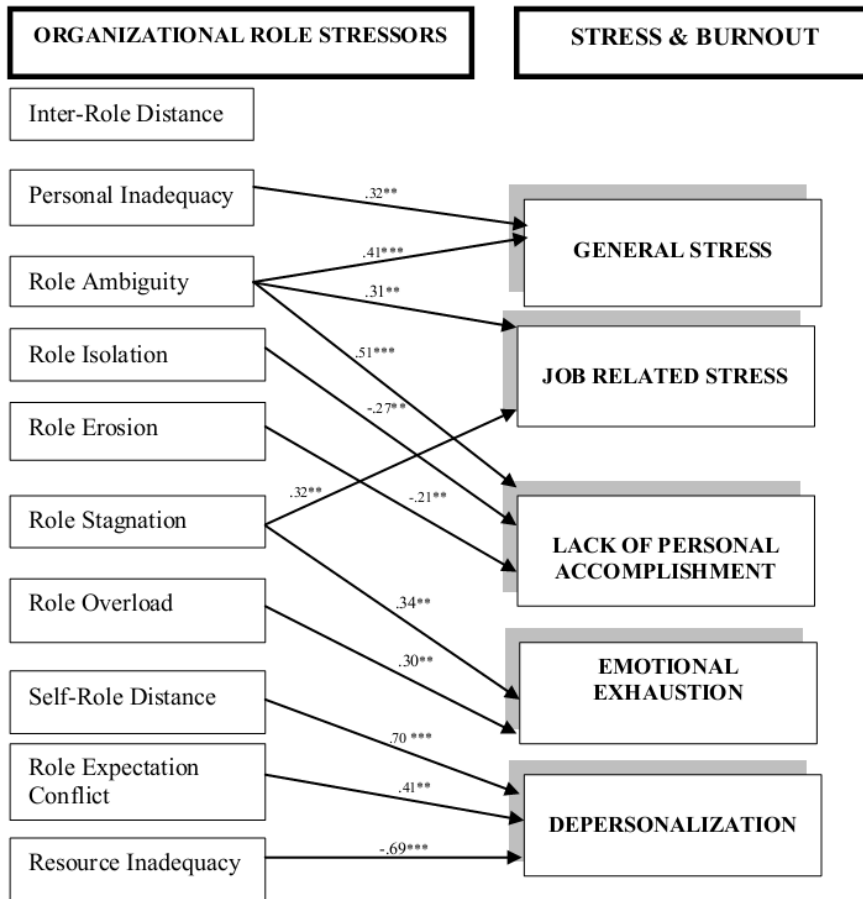 ORGANIZATIONAL ROLE STRESSORS
STRESS & BURNOUT
Inter-Role Distance
Personal Inadequacy
.32**
GENERAL STRESS
.41***
Role Ambiguity
.31**
Role Isolation
.51***
JOB RELATED STRESS
-.27**
Role Erosion
.32**
-.21**
Role Stagnation
LACK OF PERSONAL
ACCOMPLISHMENT
Role Overload
.34**
.30**
EMOTIONAL
EXHAUSTION
Self-Role Distance
.70 ***
Role Expectation
Conflict
.41**
DEPERSONALIZATION
Resource Inadequacy
-.69***